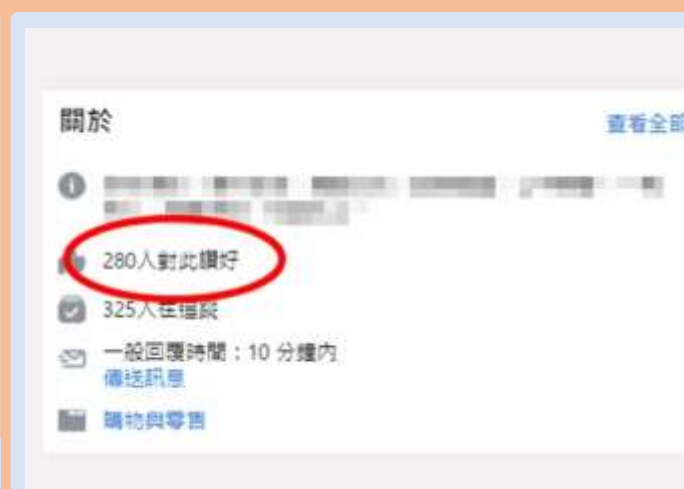 關於
查看全部
280人對此讚好
325人在追蹤
一般回覆時間：10 分鐘內
傳送訊息
購物與零售